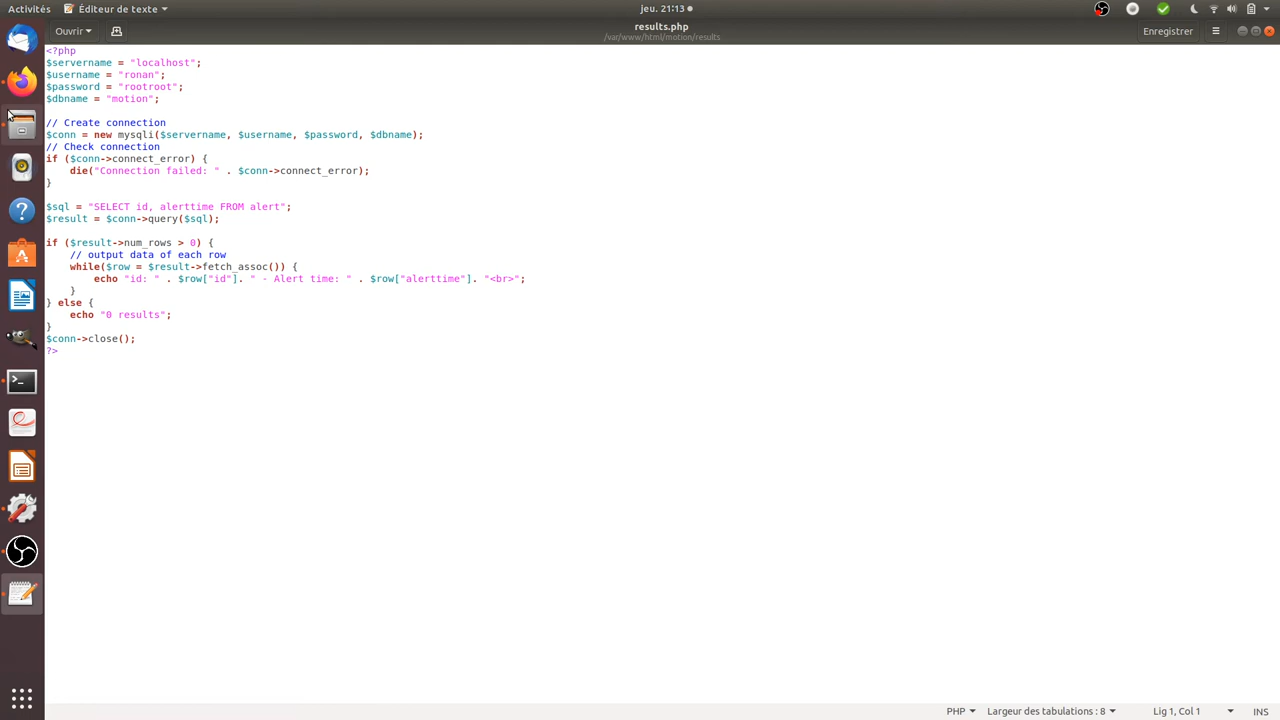 Activités Éditeur de texte jeu. 21:13
Ouvrir results.php Enregistrer
/var/www/html/motion/results
<?php
$servername = "localhost";
$username = "ronan";
$password = "rootroot";
$dbname = "motion";
// Create connection
$conn = new mysqli($servername, $username, $password, $dbname);
// Check connection
if ($conn->connect_error) {
    die("Connection failed: " . $conn->connect_error);
}
$sql = "SELECT id, alerttime FROM alert";
$result = $conn->query($sql);
if ($result->num_rows > 0) {
    // output data of each row
    while($row = $result->fetch_assoc()) {
        echo "id: " . $row["id"]. " - Alert time: " . $row["alerttime"]. "<br>";
    }
} else {
    echo "0 results";
}
$conn->close();
?>
PHP Largeur des tabulations : 8 Lig 1, Col 1 INS